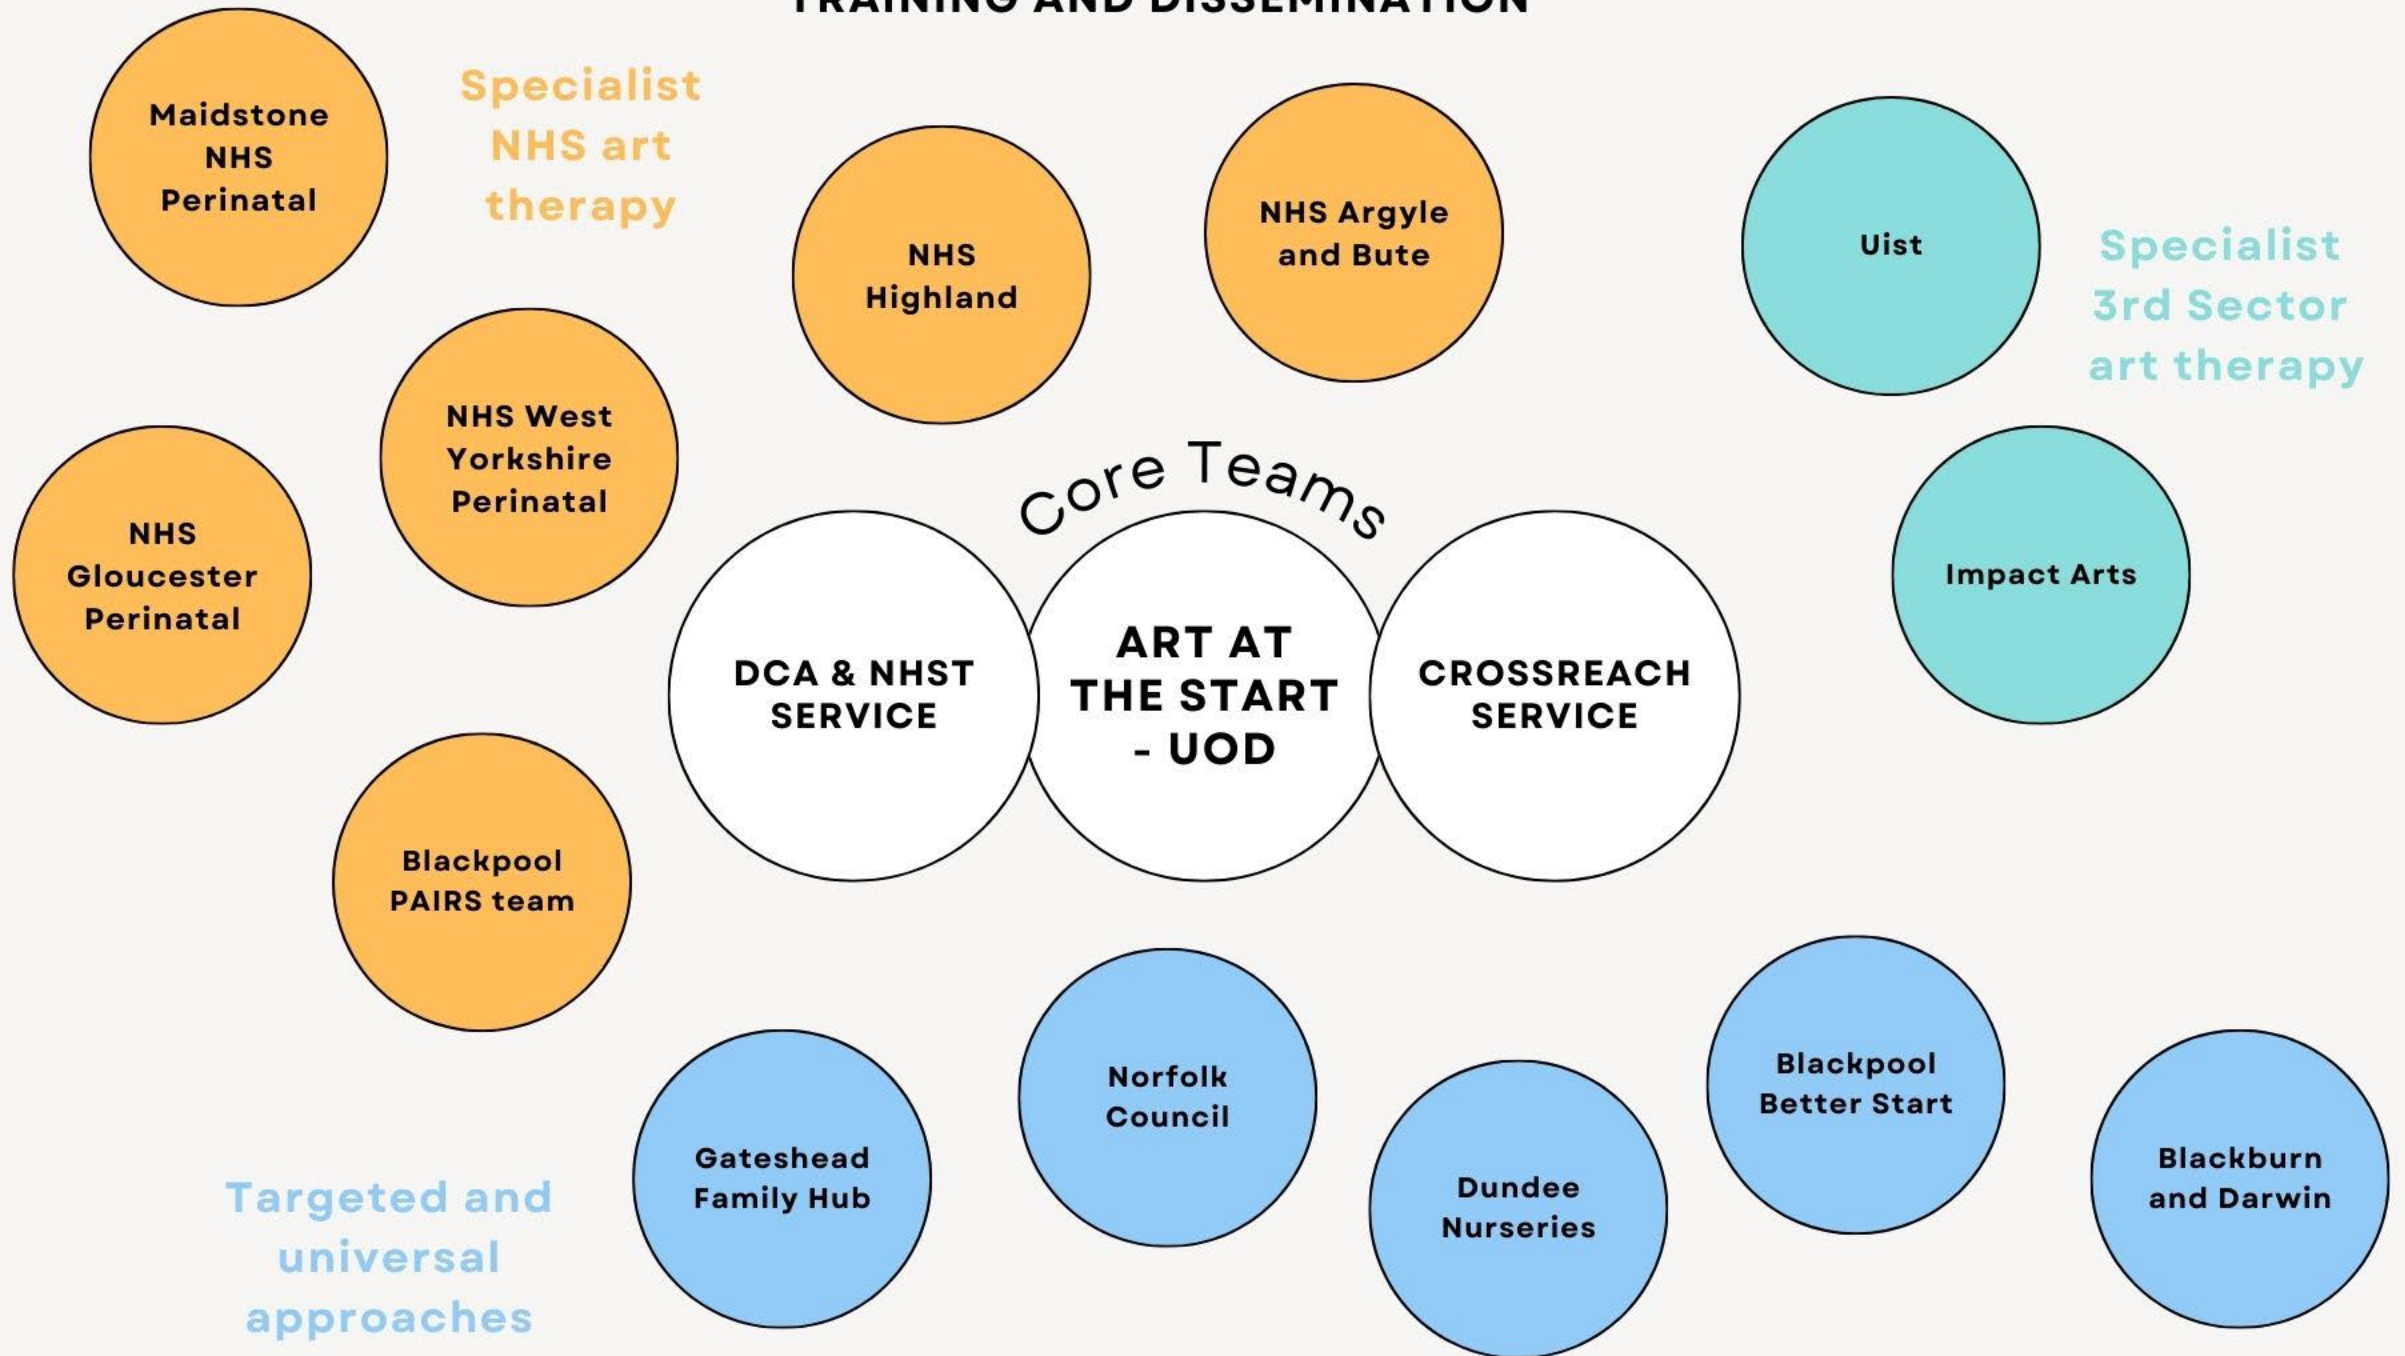 TRAINING AND DISSEMINATION
Maidstone
NHS
Perinatal
Specialist
NHS art
therapy
NHS
Highland
NHS Argyle
and Bute
Uist
Specialist
3rd Sector
art therapy
NHS West
Yorkshire
Perinatal
NHS
Gloucester
Perinatal
Core Teams
Impact Arts
DCA & NHST
SERVICE
ART AT
THE START
- UOD
CROSSREACH
SERVICE
Blackpool
PAIRS team
Gateshead
Family Hub
Norfolk
Council
Dundee
Nurseries
Blackpool
Better Start
Blackburn
and Darwin
Targeted and
universal
approaches